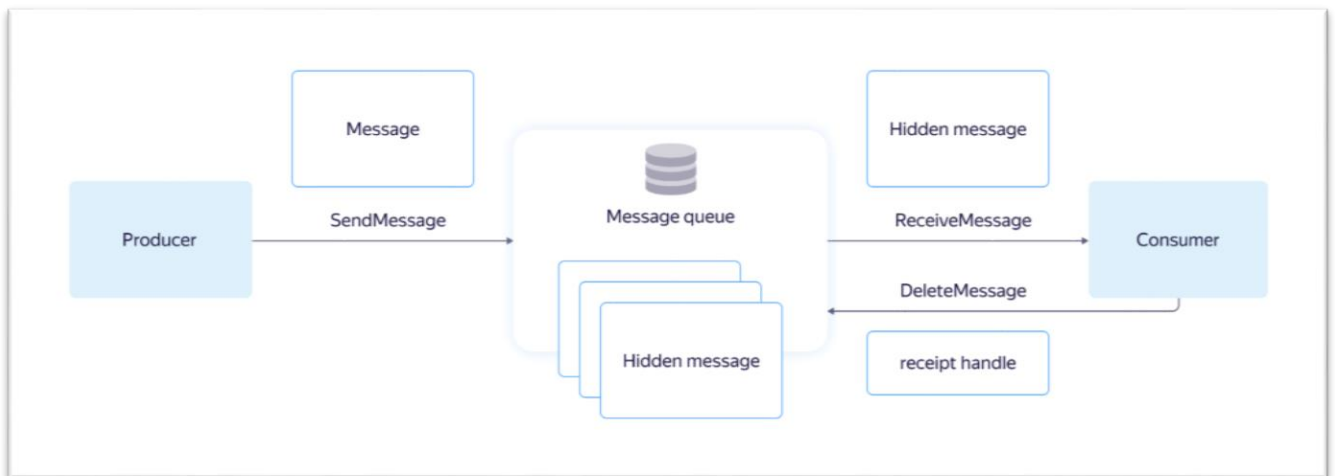 Message
Hidden message
Message queue
Producer
SendMessage
ReceiveMessage
Consumer
DeleteMessage
Hidden message
receipt handle